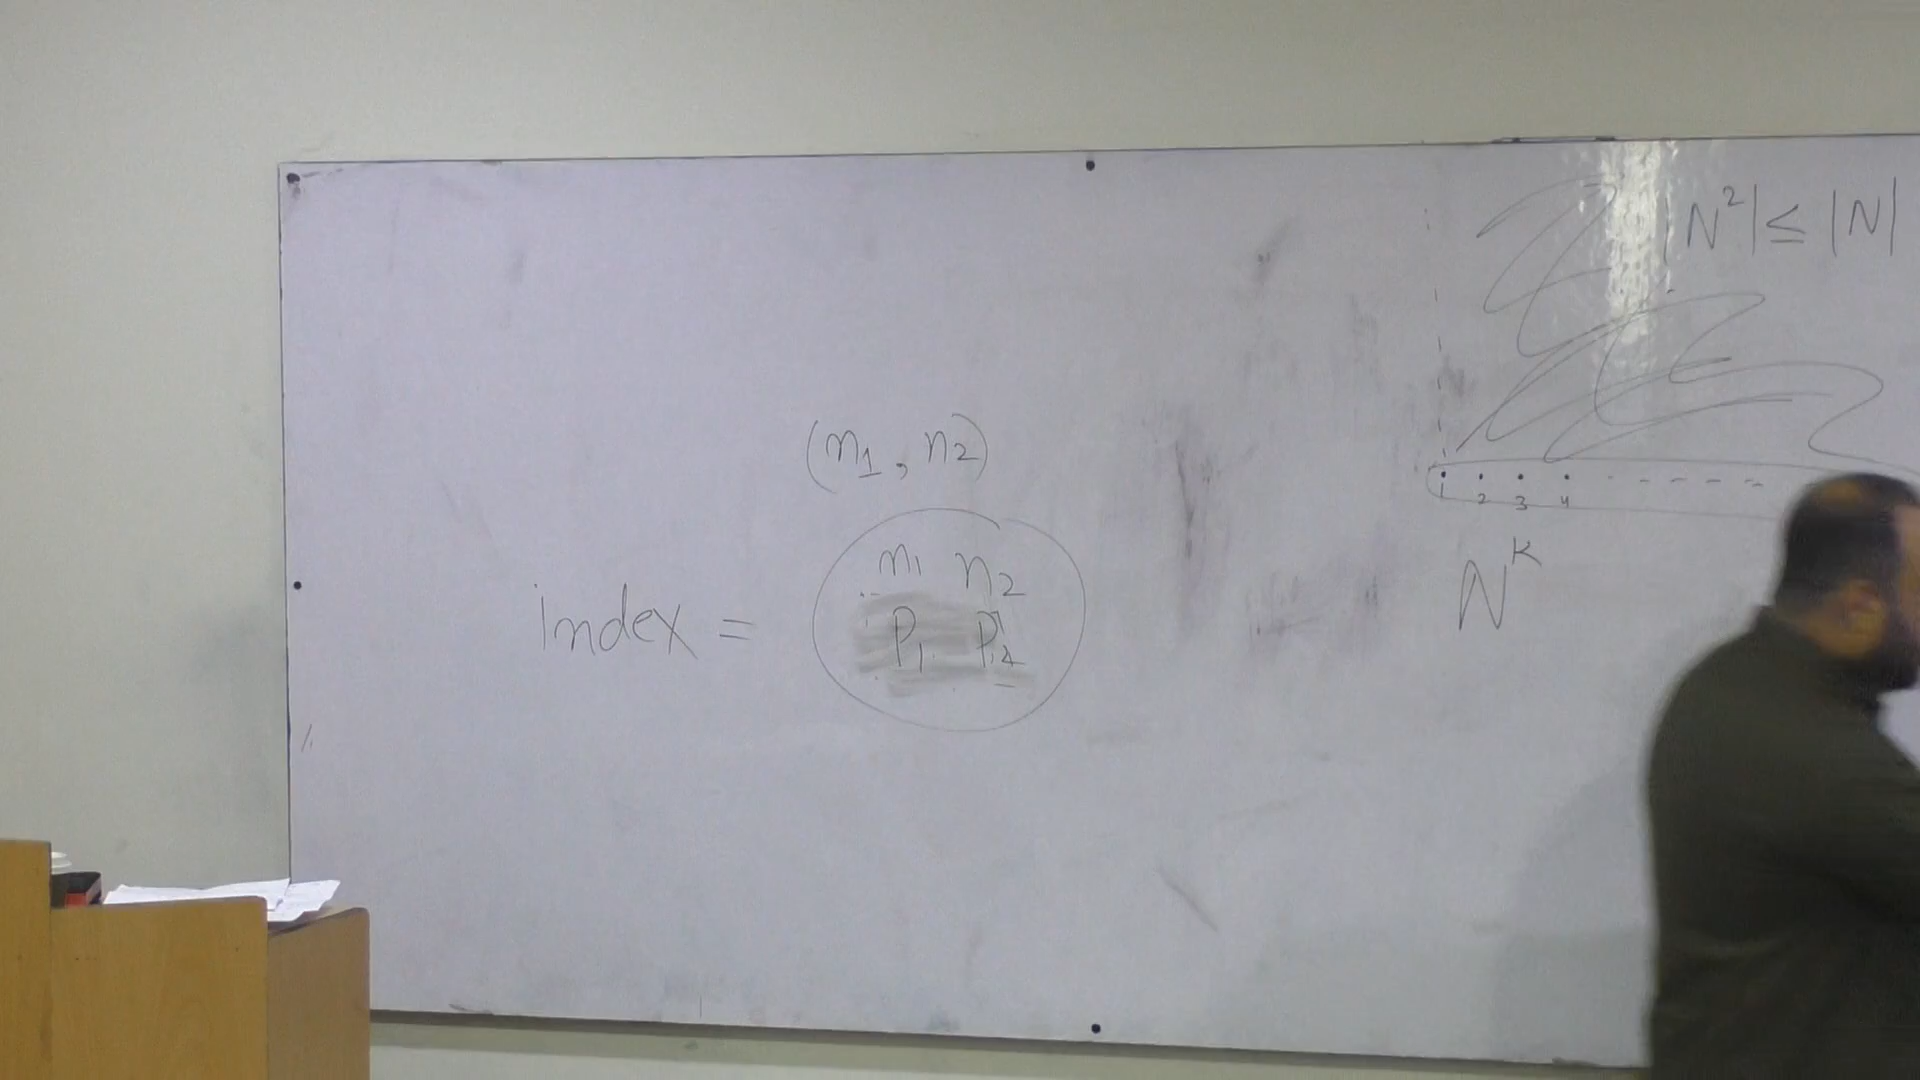 |N²| ≤ |N|
(n₁, n₂)
1 2 3 4 - - - -
n₁ n₂
index = P₁ P₂
N^K